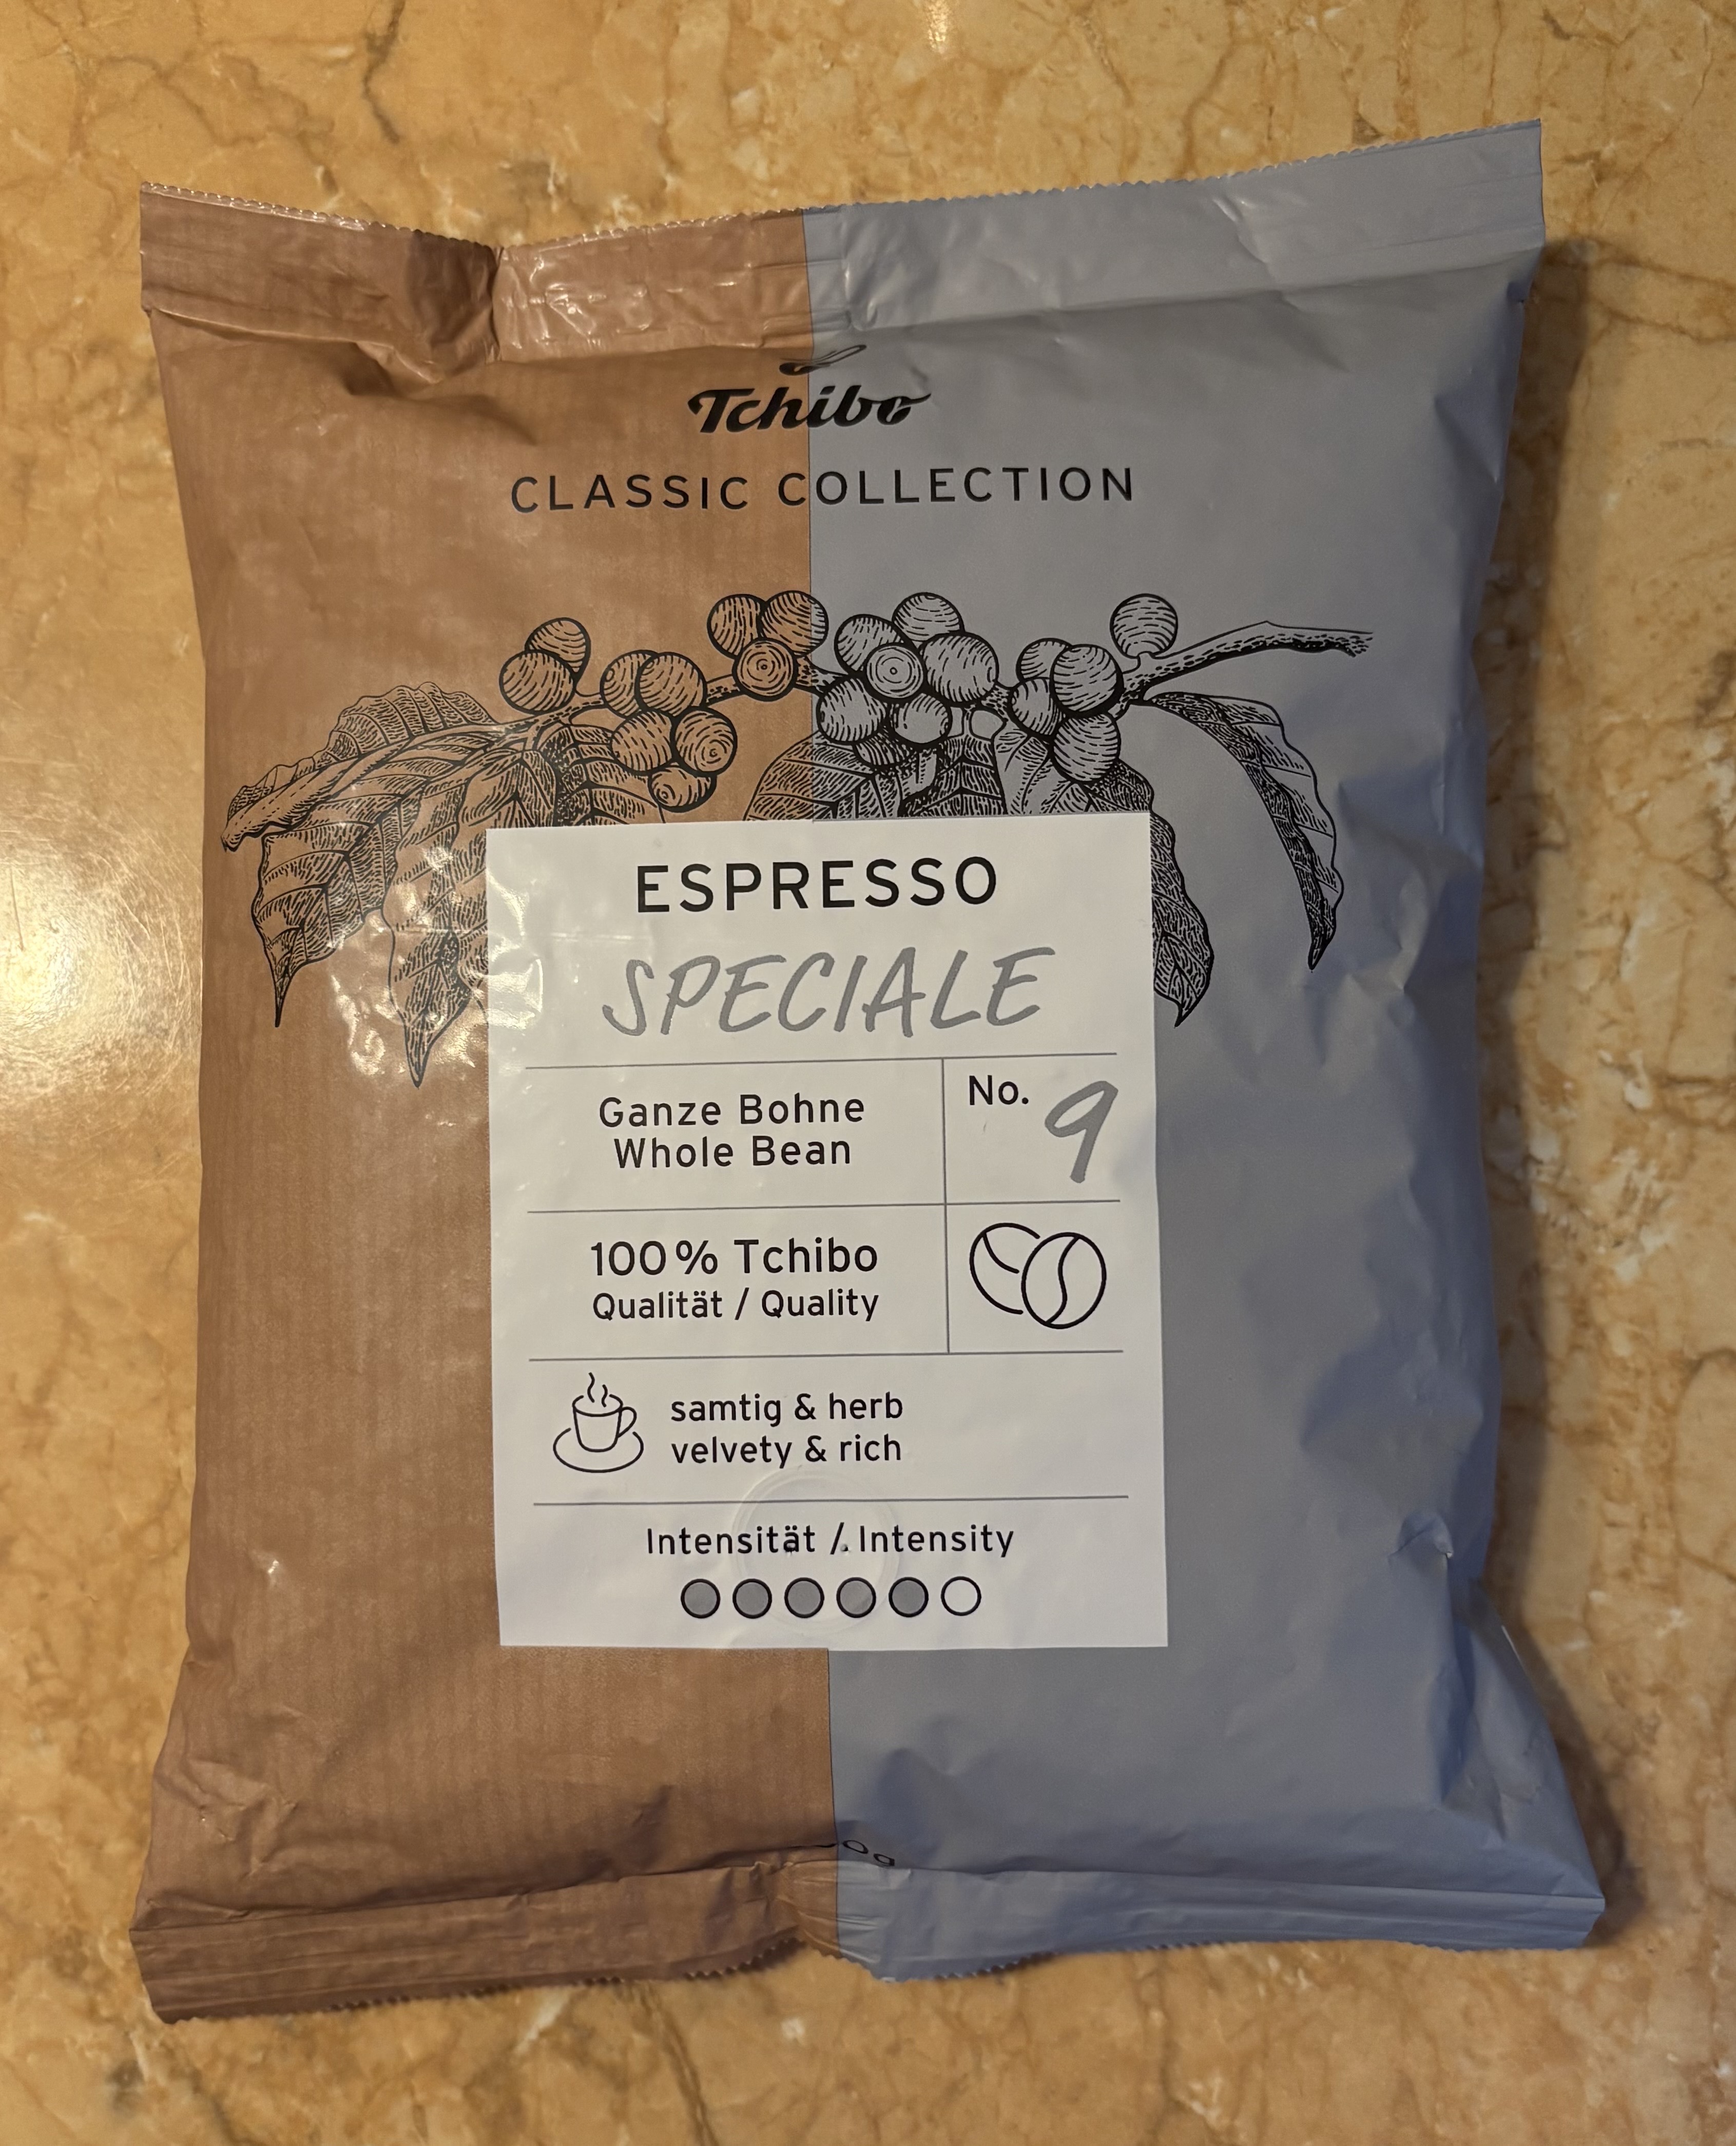 Tchibo
CLASSIC COLLECTION
ESPRESSO
SPECIALE
Ganze Bohne
Whole Bean
No. 9
100% Tchibo
Qualität / Quality
samtig & herb
velvety & rich
Intensität / Intensity